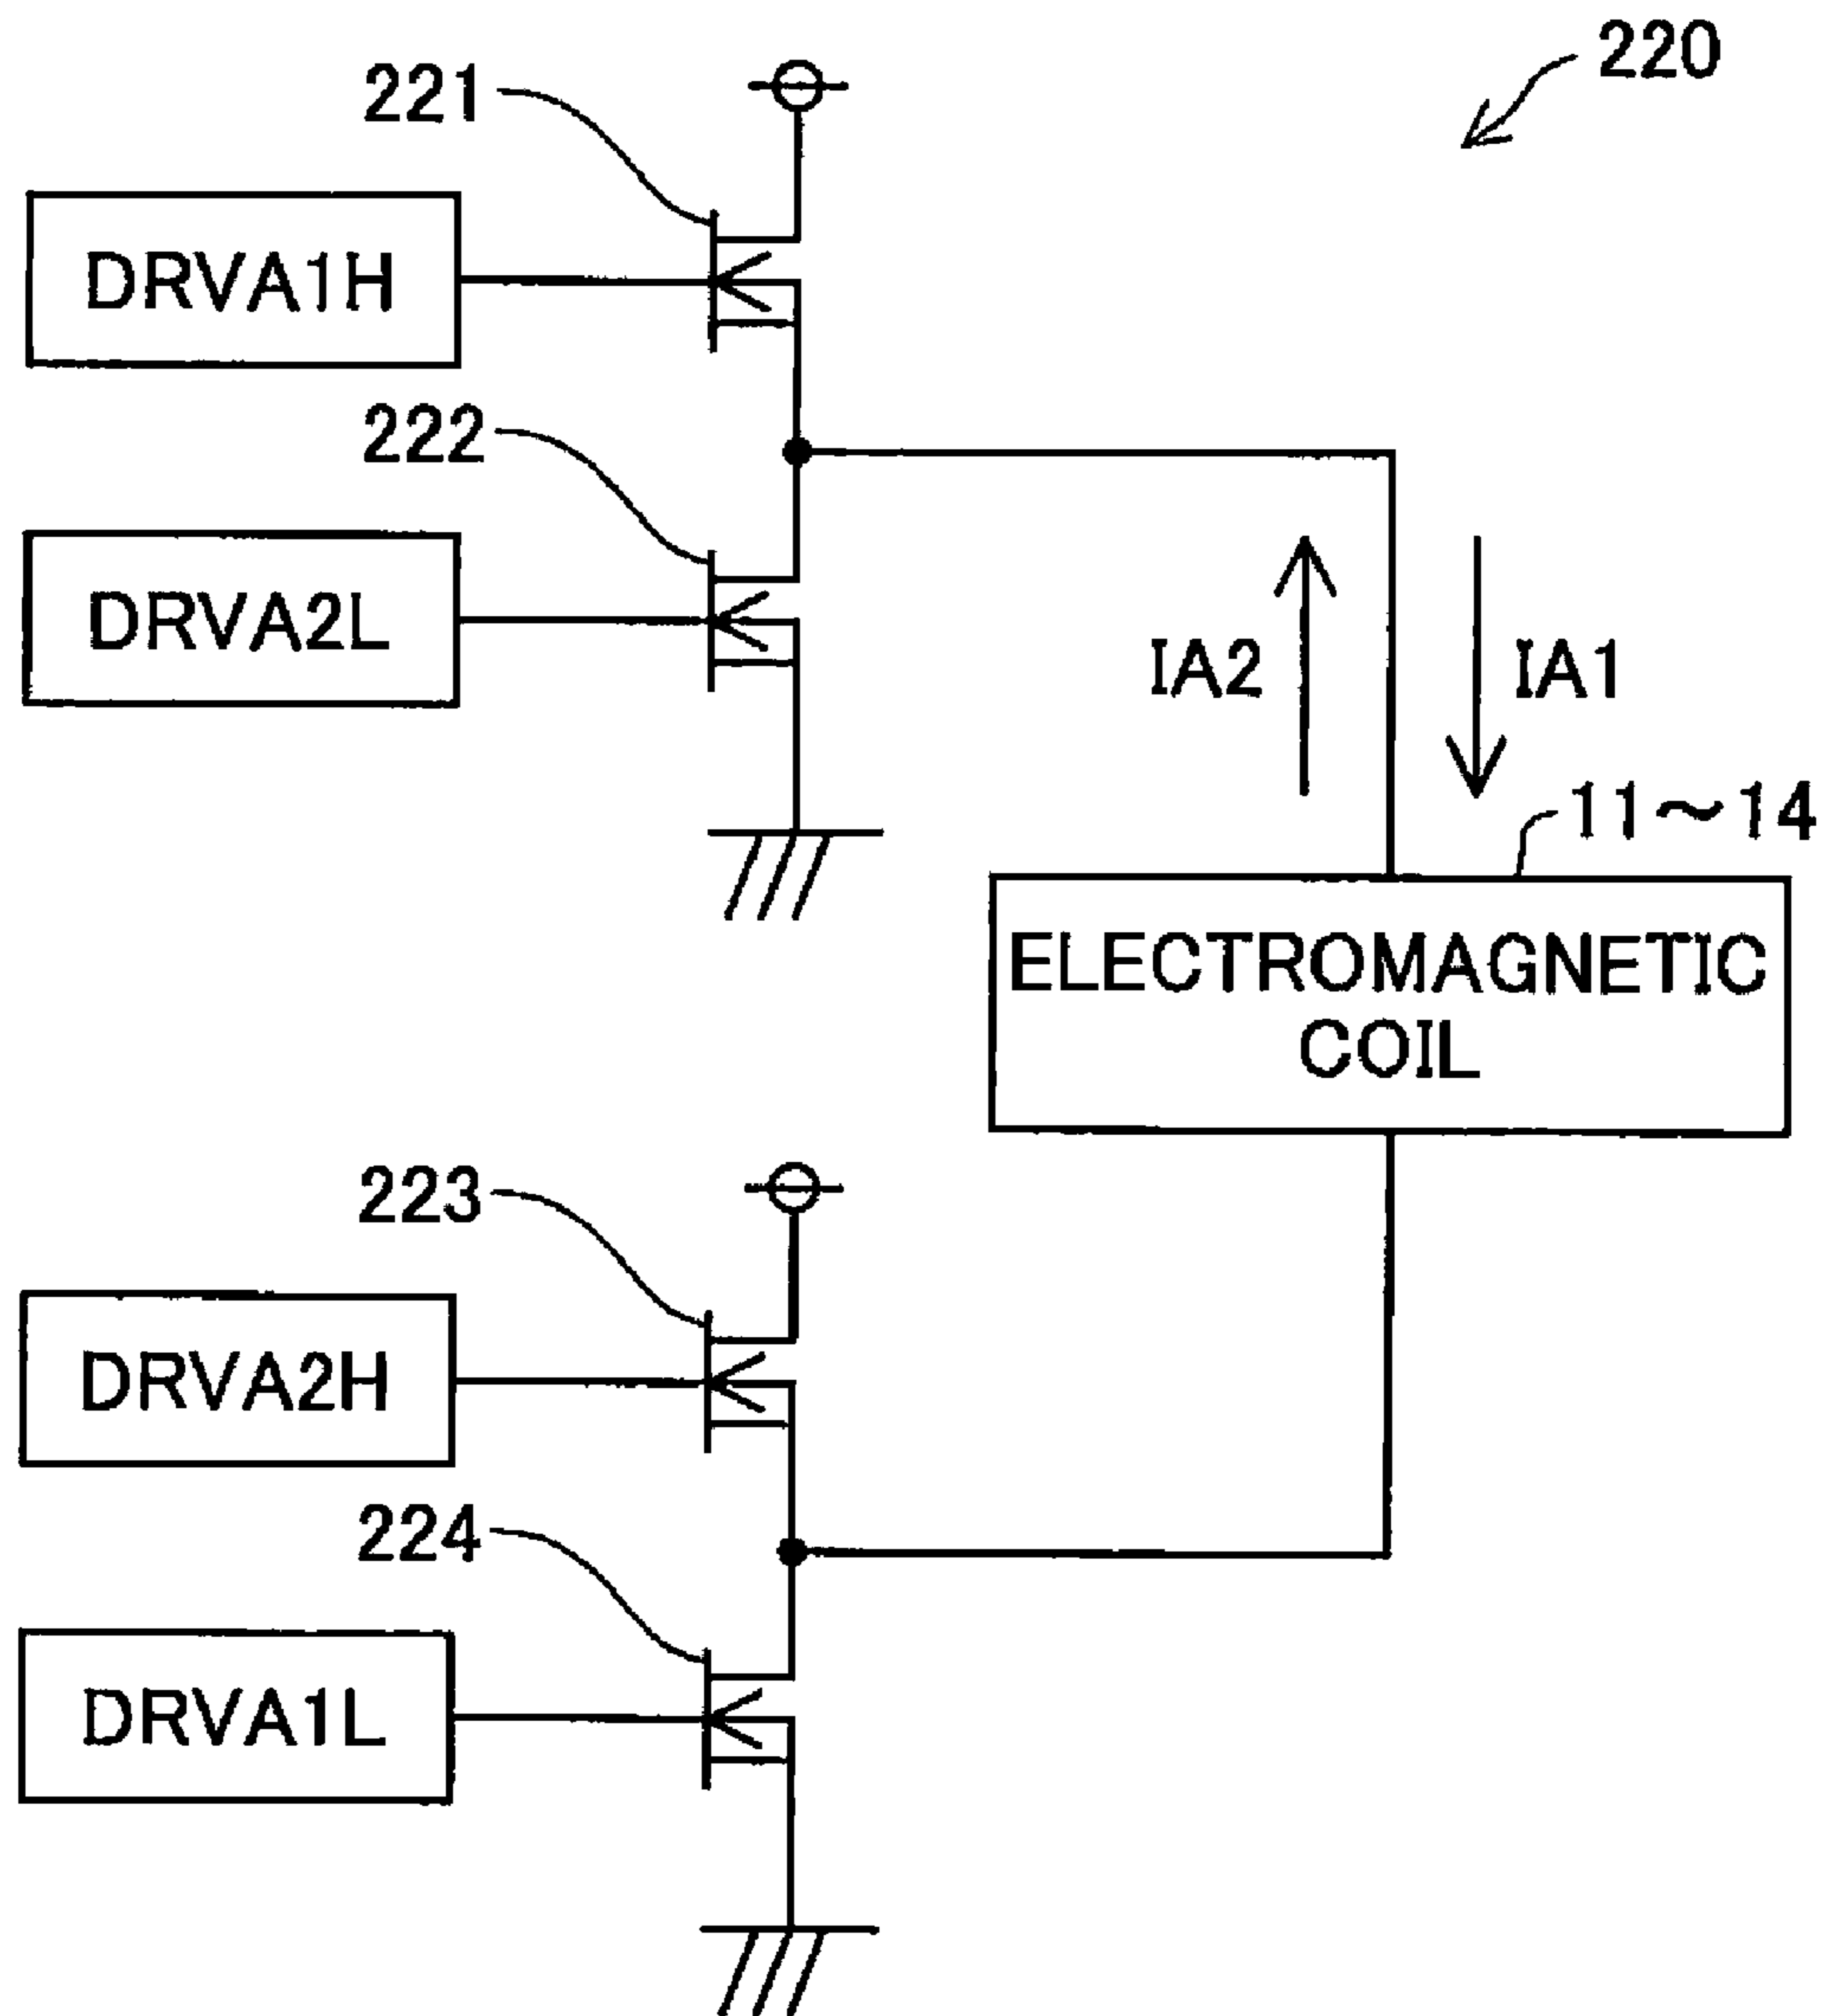 220
221
DRVA1H
222
DRVA2L
IA2
IA1
11~14
ELECTROMAGNETIC
COIL
223
DRVA2H
224
DRVA1L